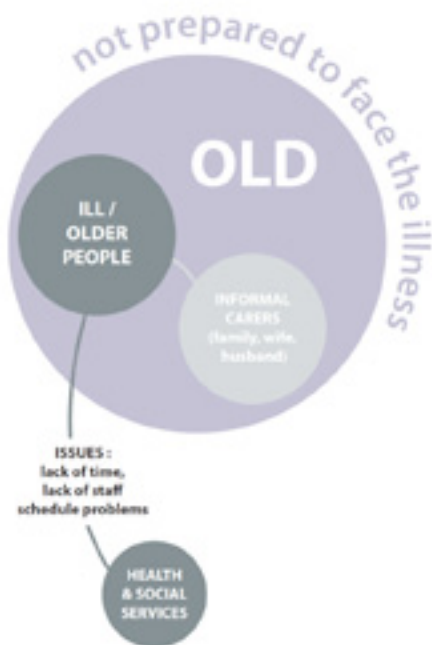 not prepared to face the illness
OLD
ILL /
OLDER
PEOPLE
INFORMAL
CARERS
(family, wife,
husband)
ISSUES :
lack of time,
lack of staff
schedule problems
HEALTH
& SOCIAL
SERVICES